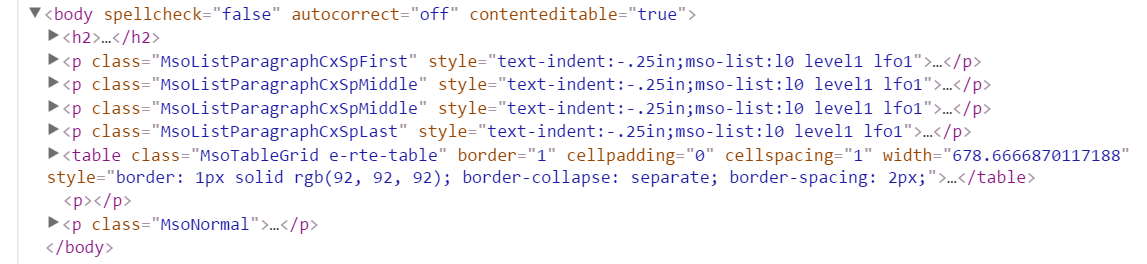 ▼<body spellcheck="false" autocorrect="off" contenteditable="true">
▶<h2>…</h2>
▶<p class="MsoListParagraphCxSpFirst" style="text-indent:-.25in;mso-list:l0 level1 lfo1">…</p>
▶<p class="MsoListParagraphCxSpMiddle" style="text-indent:-.25in;mso-list:l0 level1 lfo1">…</p>
▶<p class="MsoListParagraphCxSpMiddle" style="text-indent:-.25in;mso-list:l0 level1 lfo1">…</p>
▶<p class="MsoListParagraphCxSpLast" style="text-indent:-.25in;mso-list:l0 level1 lfo1">…</p>
▶<table class="MsoTableGrid e-rte-table" border="1" cellpadding="0" cellspacing="1" width="678.6666870117188"
style="border: 1px solid rgb(92, 92, 92); border-collapse: separate; border-spacing: 2px;">…</table>
<p></p>
▶<p class="MsoNormal">…</p>
</body>